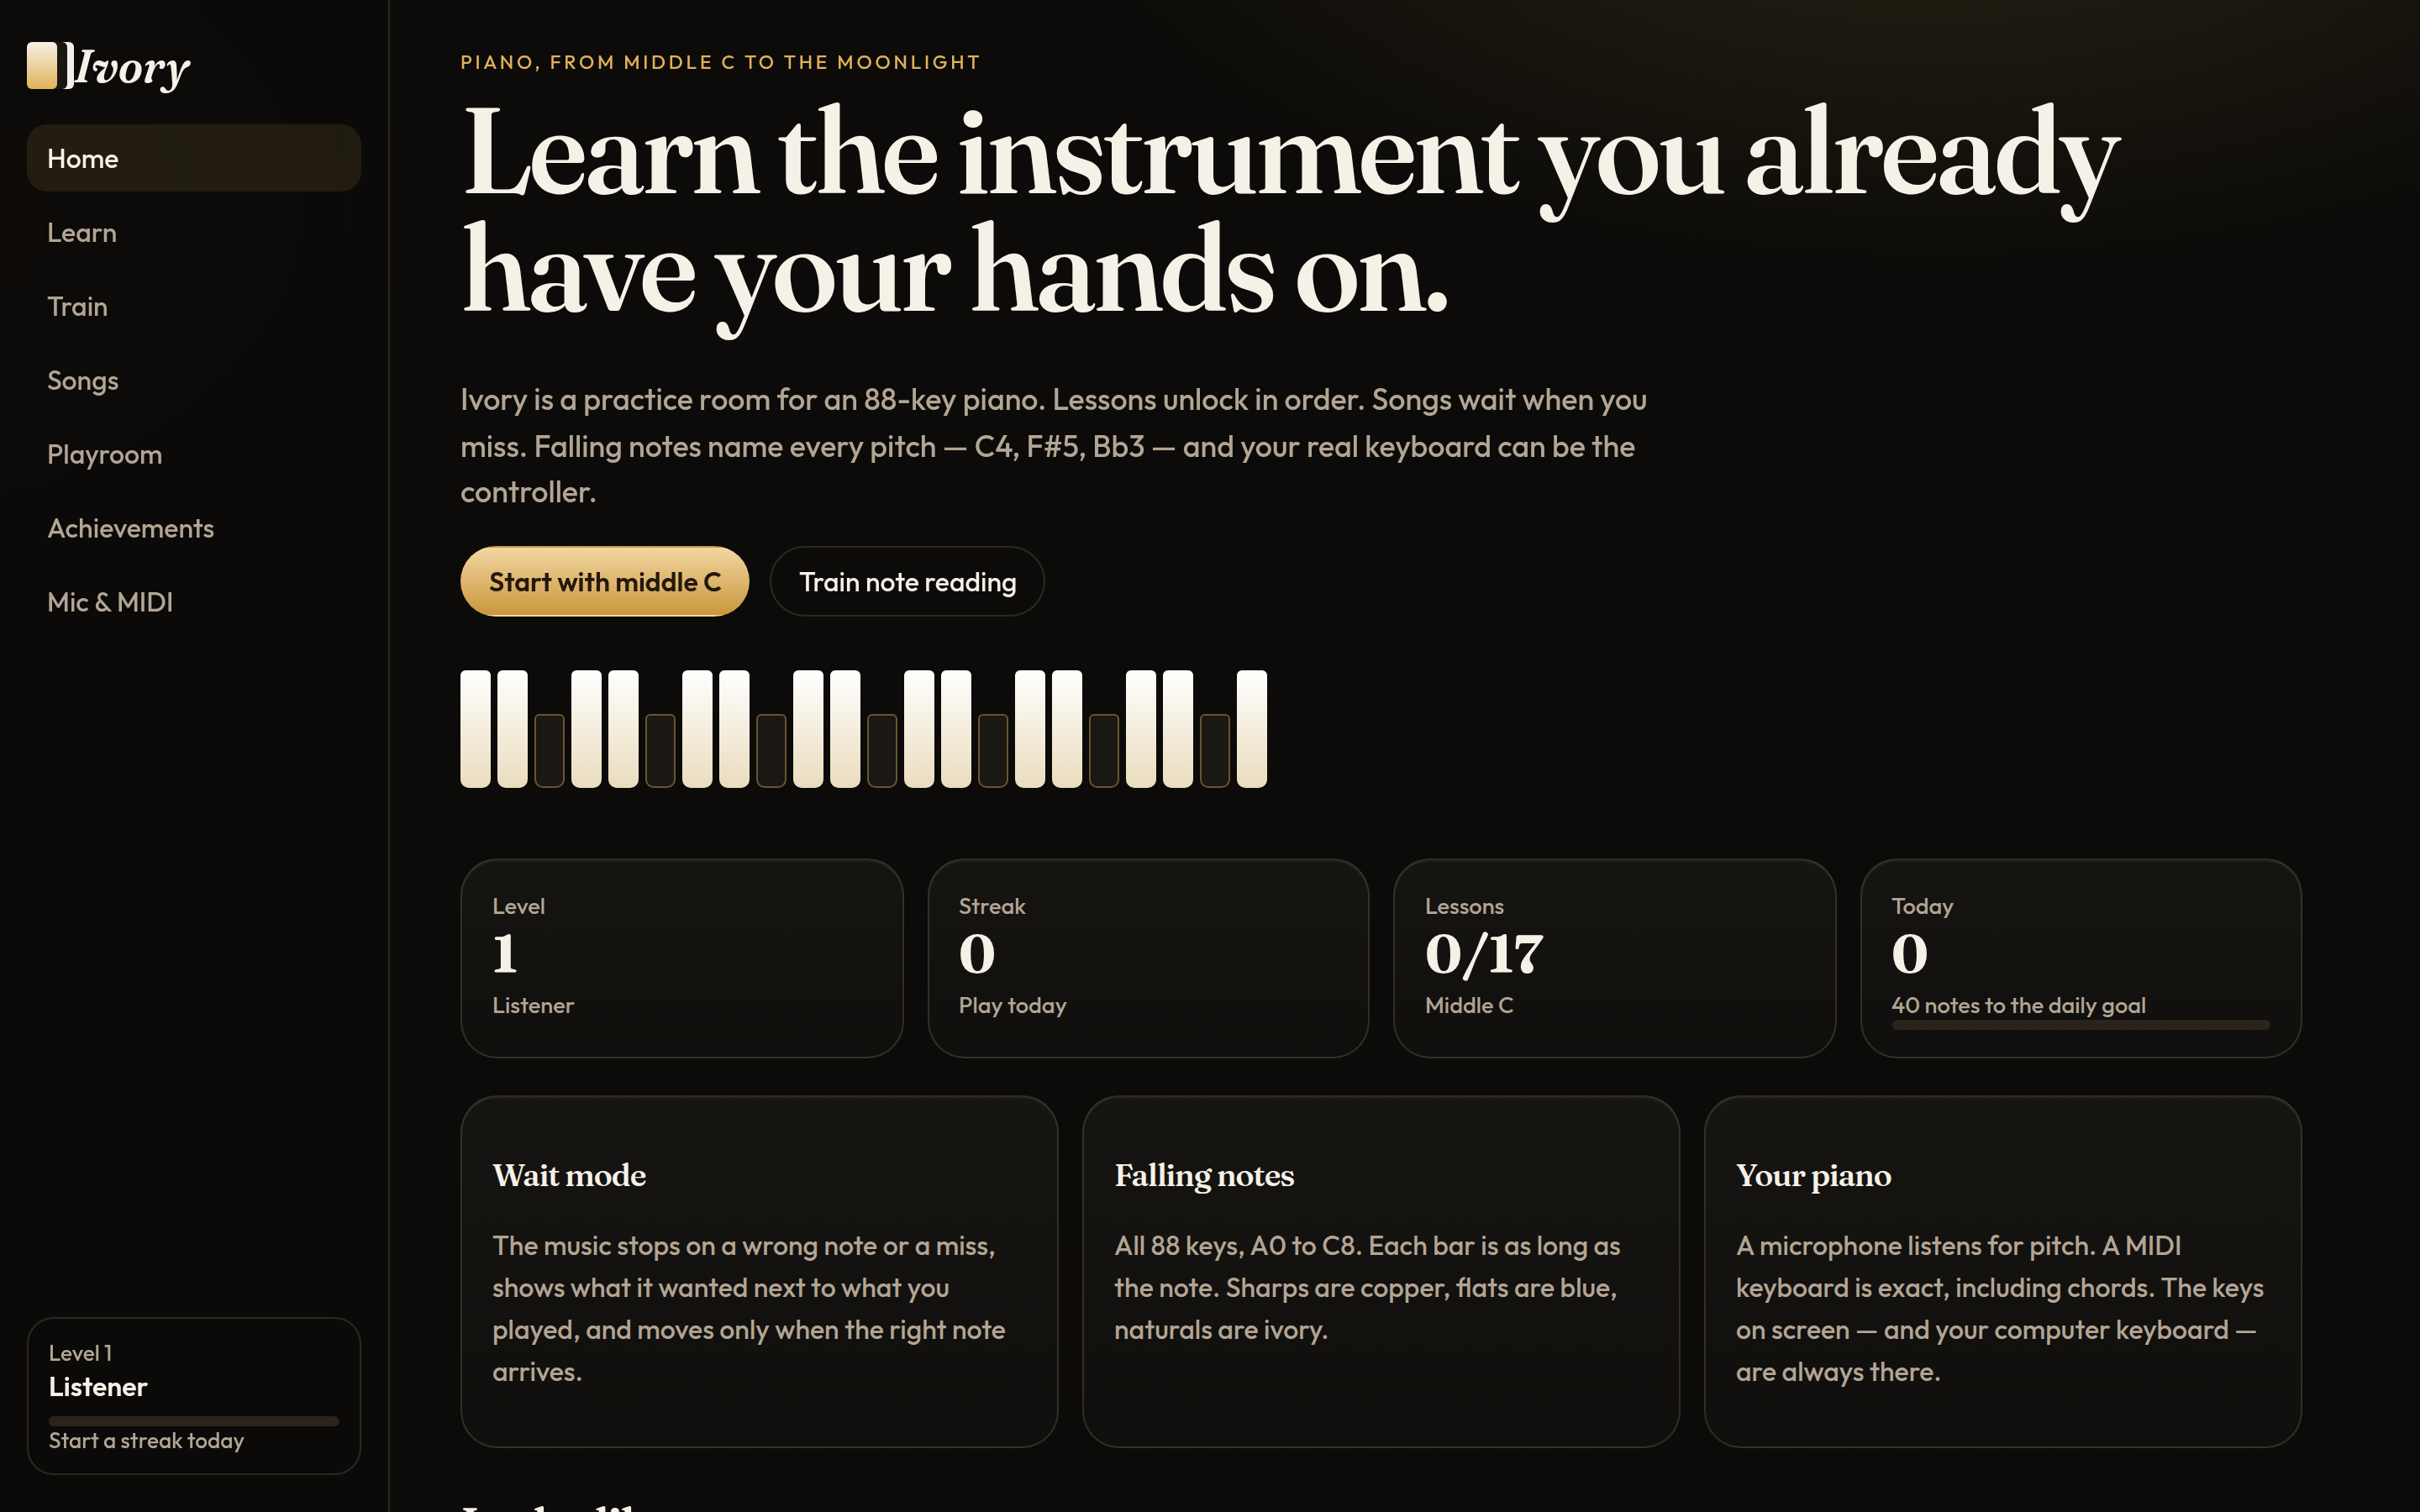 Ivory
Home
Learn
Train
Songs
Playroom
Achievements
Mic & MIDI
Level 1
Listener
Start a streak today
PIANO, FROM MIDDLE C TO THE MOONLIGHT
Learn the instrument you already
have your hands on.
Ivory is a practice room for an 88-key piano. Lessons unlock in order. Songs wait when you
miss. Falling notes name every pitch — C4, F#5, Bb3 — and your real keyboard can be the
controller.
Start with middle C
Train note reading
Level
1
Listener
Streak
0
Play today
Lessons
0/17
Middle C
Today
0
40 notes to the daily goal
Wait mode
The music stops on a wrong note or a miss,
shows what it wanted next to what you
played, and moves only when the right note
arrives.
Falling notes
All 88 keys, A0 to C8. Each bar is as long as
the note. Sharps are copper, flats are blue,
naturals are ivory.
Your piano
A microphone listens for pitch. A MIDI
keyboard is exact, including chords. The keys
on screen — and your computer keyboard —
are always there.